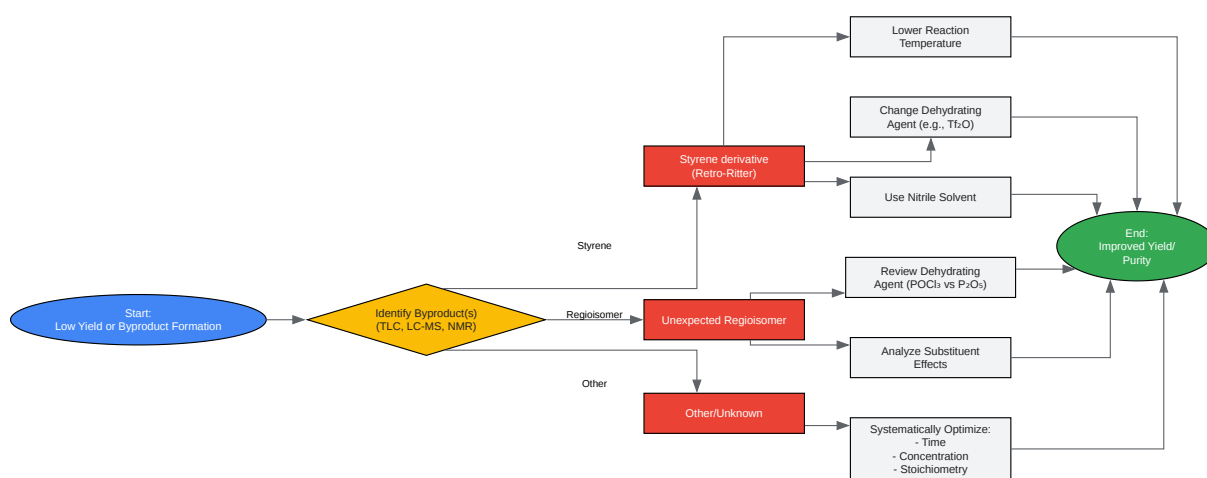 Lower Reaction
Temperature
Change Dehydrating
Agent (e.g., Tf₂O)
Styrene derivative
(Retro-Ritter)
Use Nitrile Solvent
Styrene
End:
Improved Yield/
Purity
Review Dehydrating
Agent (POCl₃ vs P₂O₅)
Start:
Low Yield or Byproduct Formation
Identify Byproduct(s)
(TLC, LC-MS, NMR)
Regioisomer
Unexpected Regioisomer
Analyze Substituent
Effects
Other
Other/Unknown
Systematically Optimize:
- Time
- Concentration
- Stoichiometry